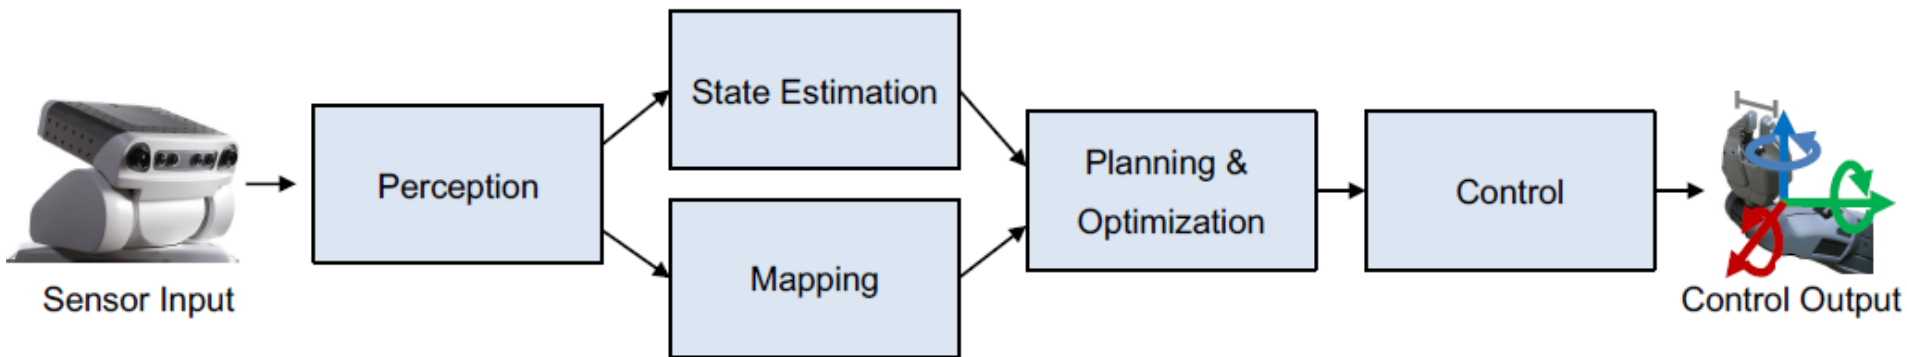 Sensor Input
Perception
State Estimation
Mapping
Planning &
Optimization
Control
Control Output